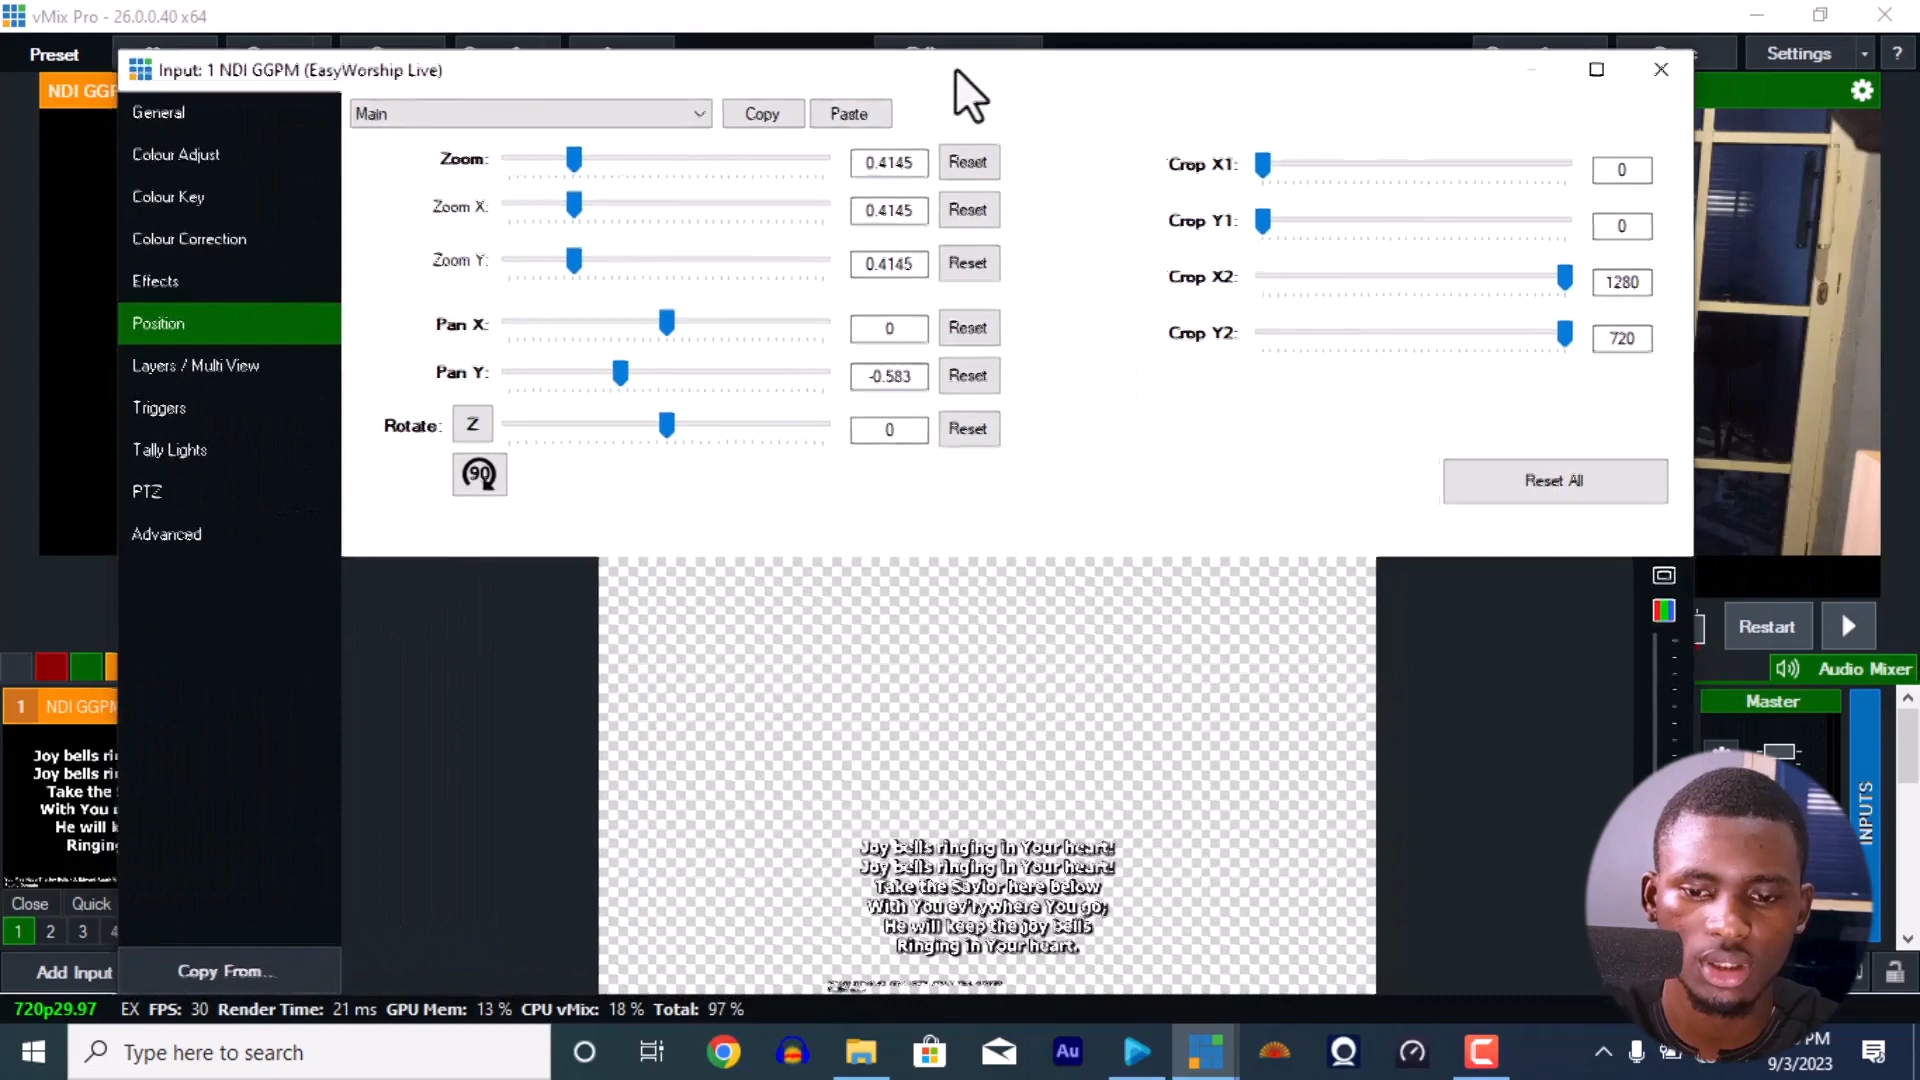 vMix Pro - 26.0.0.40 x64
Preset
Settings
?
Input: 1 NDI GGPM (EasyWorship Live)
NDI GGP
General
Colour Adjust
Colour Key
Colour Correction
Effects
Position
Layers / Multi View
Triggers
Tally Lights
PTZ
Advanced
Copy From...
Main
Copy
Paste
Zoom: 0.4145 Reset
Zoom X: 0.4145 Reset
Zoom Y: 0.4145 Reset
Pan X: 0 Reset
Pan Y: -0.583 Reset
Rotate: Z 0 Reset
90
Crop X1: 0
Crop Y1: 0
Crop X2: 1280
Crop Y2: 720
Reset All
Joy bells ringing in Your heart!
Joy bells ringing in Your heart!
Take the Savior here below
With You ev'rywhere You go;
He will keep the joy bells
Ringing in Your heart.
Restart
Audio Mixer
Master
INPUTS
1 NDI GGPM
Joy bells ri
Joy bells ri
Take the
With You
He will
Ringing
Close Quick
1 2 3 4
Add Input
720p29.97 EX FPS: 30 Render Time: 21 ms GPU Mem: 13 % CPU vMix: 18 % Total: 97 %
Type here to search
Au
PM
9/3/2023